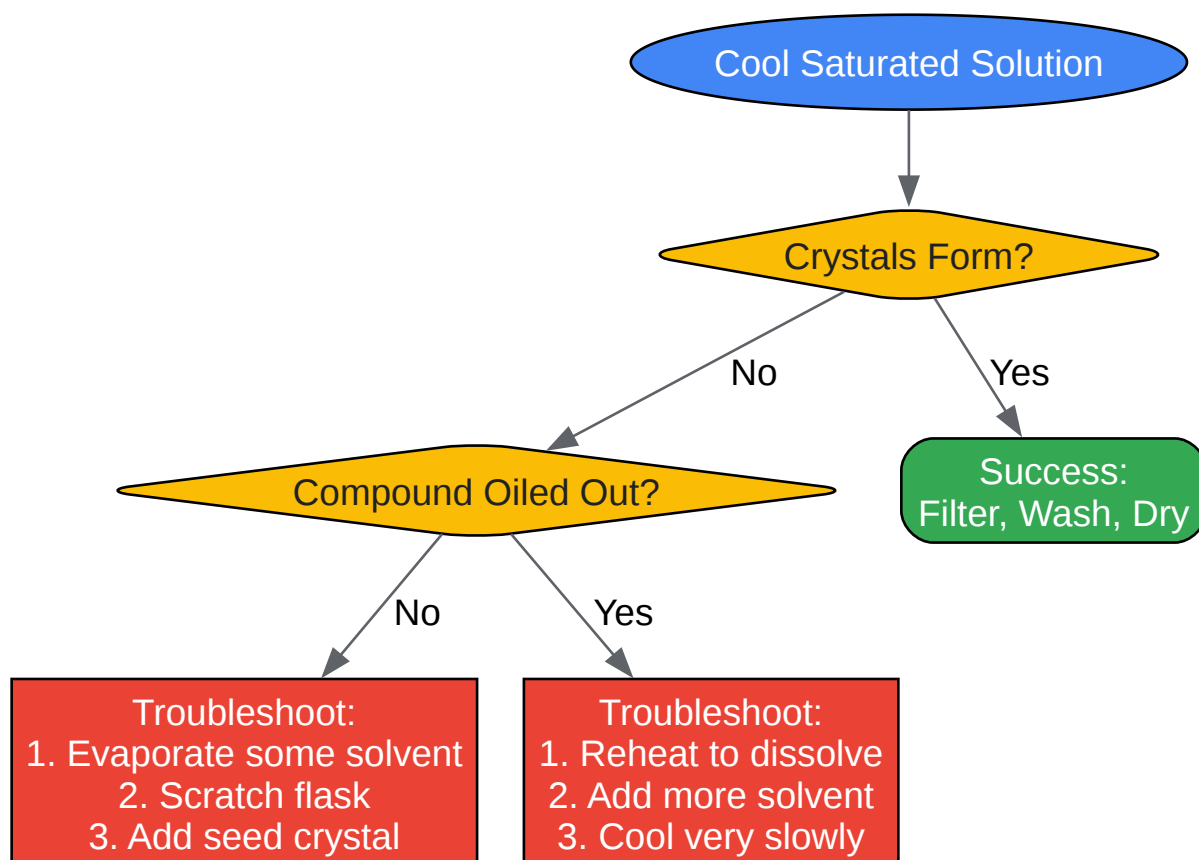 Cool Saturated Solution
Crystals Form?
No
Yes
Compound Oiled Out?
Success:
Filter, Wash, Dry
No
Yes
Troubleshoot:
1. Evaporate some solvent
2. Scratch flask
3. Add seed crystal
Troubleshoot:
1. Reheat to dissolve
2. Add more solvent
3. Cool very slowly